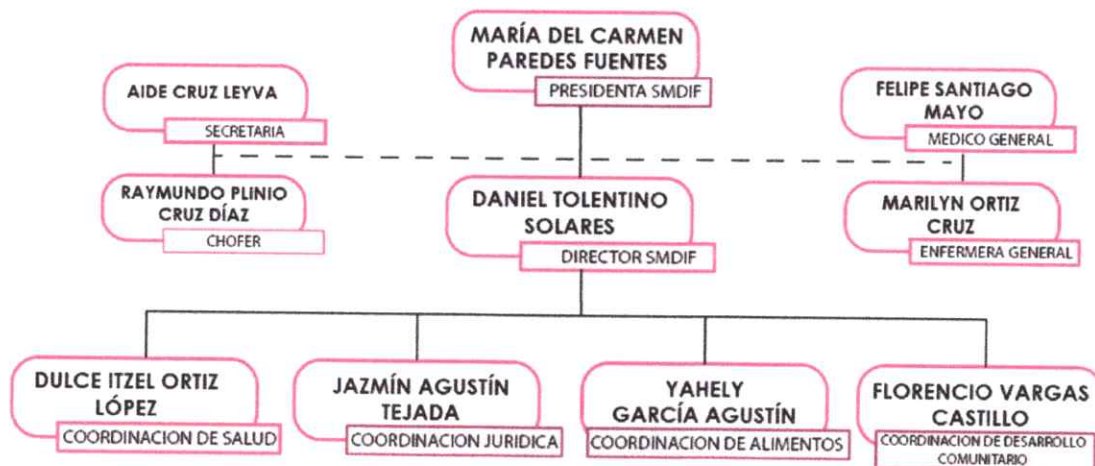 MARÍA DEL CARMEN
PAREDES FUENTES
PRESIDENTA SMDIF
AIDE CRUZ LEYVA
SECRETARIA
FELIPE SANTIAGO
MAYO
MEDICO GENERAL
RAYMUNDO PLINIO
CRUZ DÍAZ
CHOFER
DANIEL TOLENTINO
SOLARES
DIRECTOR SMDIF
MARILYN ORTIZ
CRUZ
ENFERMERA GENERAL
DULCE ITZEL ORTIZ
LÓPEZ
COORDINACION DE SALUD
JAZMÍN AGUSTÍN
TEJADA
COORDINACION JURIDICA
YAHELY
GARCÍA AGUSTÍN
COORDINACION DE ALIMENTOS
FLORENCIO VARGAS
CASTILLO
COORDINACION DE DESARROLLO
COMUNITARIO